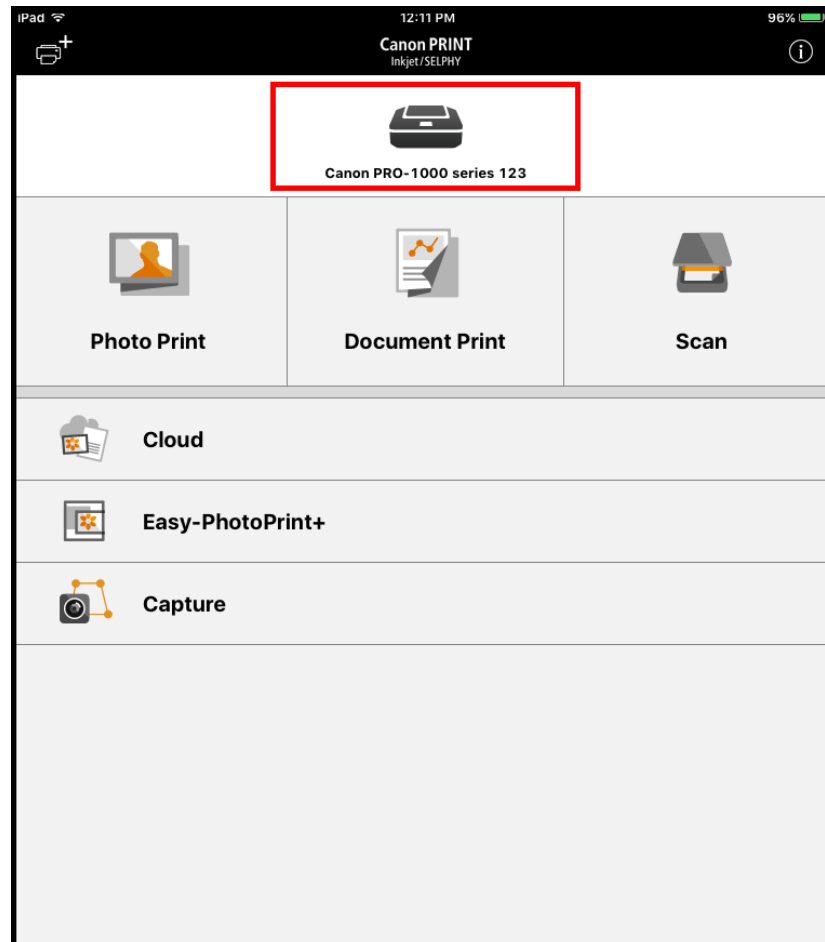 iPad 12:11 PM 96%
Canon PRINT
Inkjet/SELPHY
Canon PRO-1000 series 123
Photo Print Document Print Scan
Cloud
Easy-PhotoPrint+
Capture